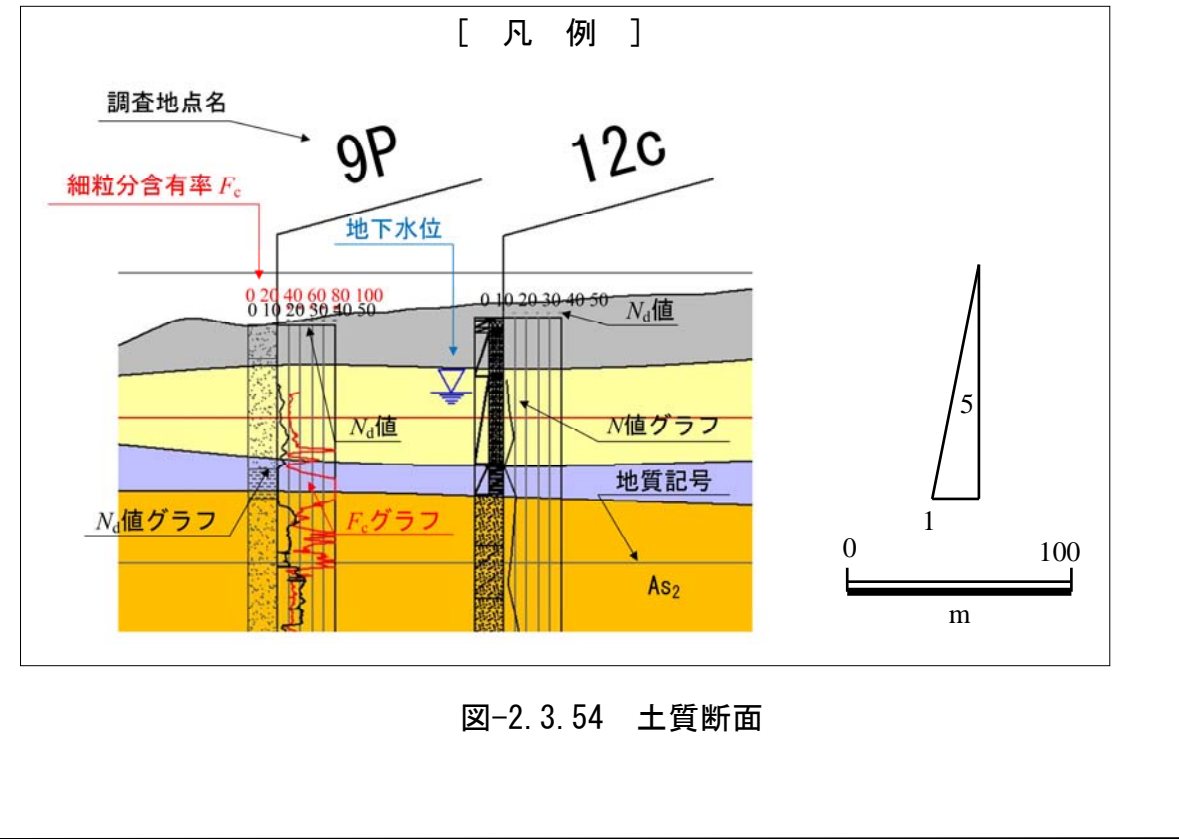 [ 凡 例 ]
調査地点名
9P
12c
細粒分含有率 Fc
地下水位
0 20 40 60 80 100
0 10 20 30 40 50
0 10 20 30 40 50
Nd値
Nd値
N値グラフ
地質記号
Nd値グラフ
Fcグラフ
As2
5
1
0 100
m
図-2.3.54 土質断面